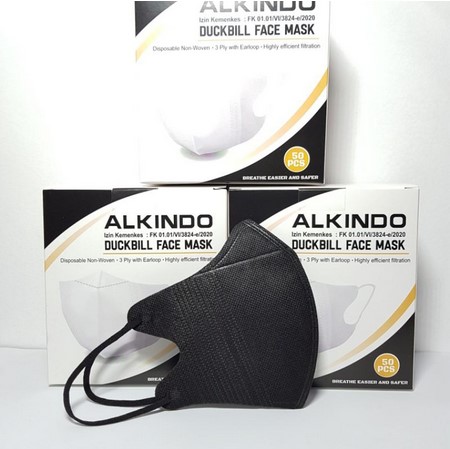 ALKINDO
Izin Kemenkes : FK 01.01/VI/3824-e/2020
DUCKBILL FACE MASK
Disposable Non-Woven • 3 Ply with Earloop • Highly efficient filtration
50
PCS
BREATHE EASIER AND SAFER
ALKINDO
Izin Kemenkes : FK 01.01/VI/3824-e/2020
DUCKBILL FACE MASK
Disposable Non-Woven • 3 Ply with Earloop • Highly efficient filtration
BREATHE
ALKINDO
Izin Kemenkes : FK 01.01/VI/3824-e/2020
DUCKBILL FACE MASK
Disposable Non-Woven • 3 Ply with Earloop • Highly efficient filtration
50
PCS
BREATHE EASIER AND SAFER